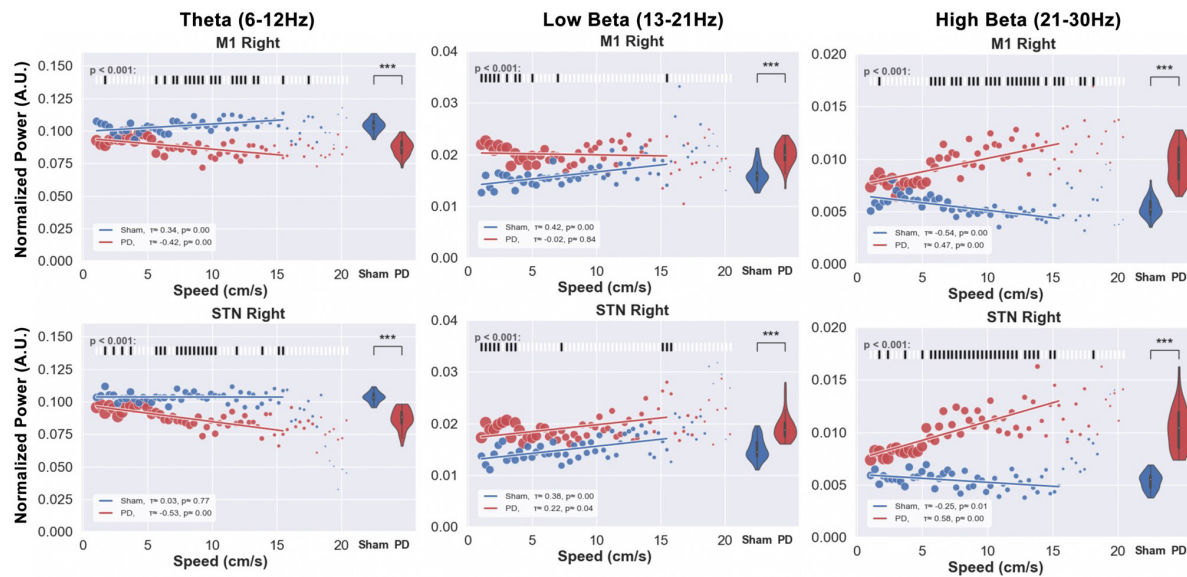 Theta (6-12Hz)
Low Beta (13-21Hz)
High Beta (21-30Hz)
M1 Right
M1 Right
M1 Right
Normalized Power (A.U.)
0.150
0.125
0.100
0.075
0.050
0.025
0.000
p < 0.001:
***
Sham, τ= 0.34, p= 0.00
PD, τ= -0.42, p= 0.00
0 5 10 15 20 Sham PD
Speed (cm/s)
0.04
0.03
0.02
0.01
0.00
p < 0.001:
***
Sham, τ= 0.42, p= 0.00
PD, τ= -0.02, p= 0.84
0 5 10 15 20 Sham PD
Speed (cm/s)
0.020
0.015
0.010
0.005
0.000
p < 0.001:
***
Sham, τ= -0.54, p= 0.00
PD, τ= 0.47, p= 0.00
0 5 10 15 20 Sham PD
Speed (cm/s)
STN Right
STN Right
STN Right
Normalized Power (A.U.)
0.150
0.125
0.100
0.075
0.050
0.025
0.000
p < 0.001:
***
Sham, τ= 0.03, p= 0.77
PD, τ= -0.53, p= 0.00
0 5 10 15 20 Sham PD
Speed (cm/s)
0.04
0.03
0.02
0.01
0.00
p < 0.001:
***
Sham, τ= 0.38, p= 0.00
PD, τ= 0.22, p= 0.04
0 5 10 15 20 Sham PD
Speed (cm/s)
0.020
0.015
0.010
0.005
0.000
p < 0.001:
***
Sham, τ= -0.25, p= 0.01
PD, τ= 0.58, p= 0.00
0 5 10 15 20 Sham PD
Speed (cm/s)